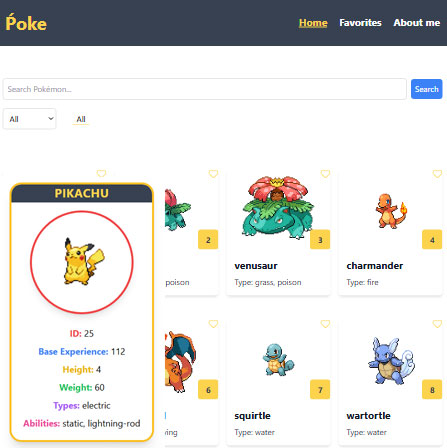 Ṕoke
Home Favorites About me
Search Pokémon...
Search
All
All
PIKACHU
ID: 25
Base Experience: 112
Height: 4
Weight: 60
Types: electric
Abilities: static, lightning-rod
2
poison
3
venusaur
Type: grass, poison
4
charmander
Type: fire
6
7
squirtle
Type: water
8
wartortle
Type: water